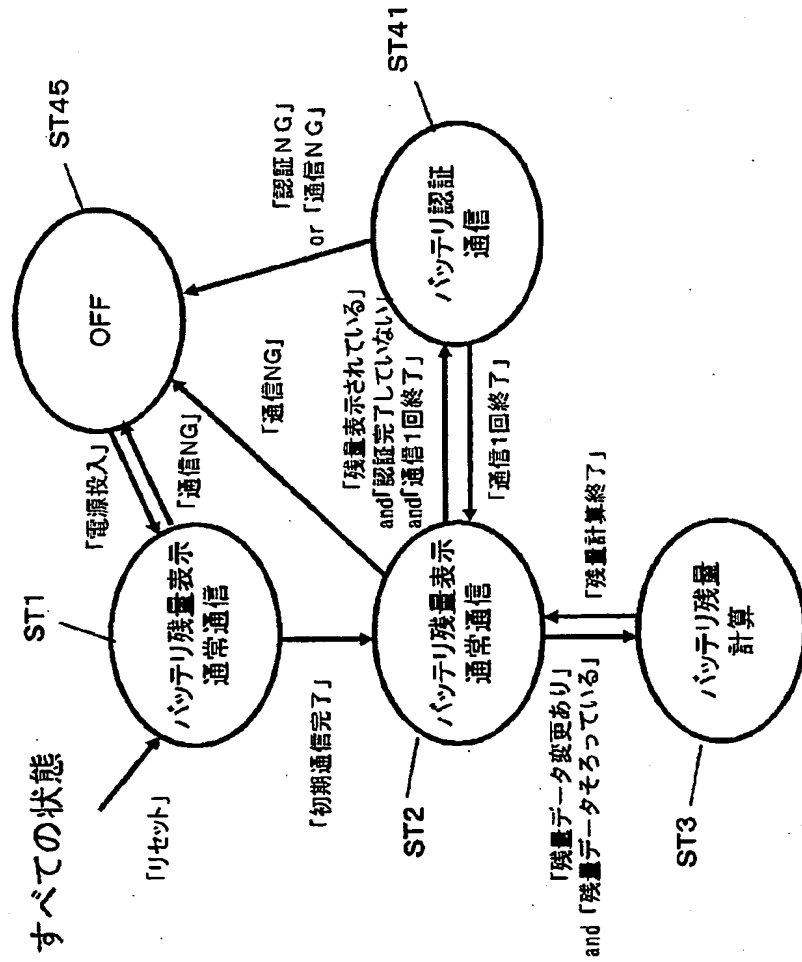 すべての状態
「リセット」
ST1
バッテリ残量表示
通常通信
「電源投入」
「通信NG」
ST45
OFF
「初期通信完了」
「通信NG」
「認証NG」
or「通信NG」
ST2
バッテリ残量表示
通常通信
「残量表示されている」
and「認証完了していない」
and「通信1回終了」
「通信1回終了」
ST41
バッテリ認証
通信
「残量データ変更あり」
and「残量データそろっている」
「残量計算終了」
ST3
バッテリ残量
計算